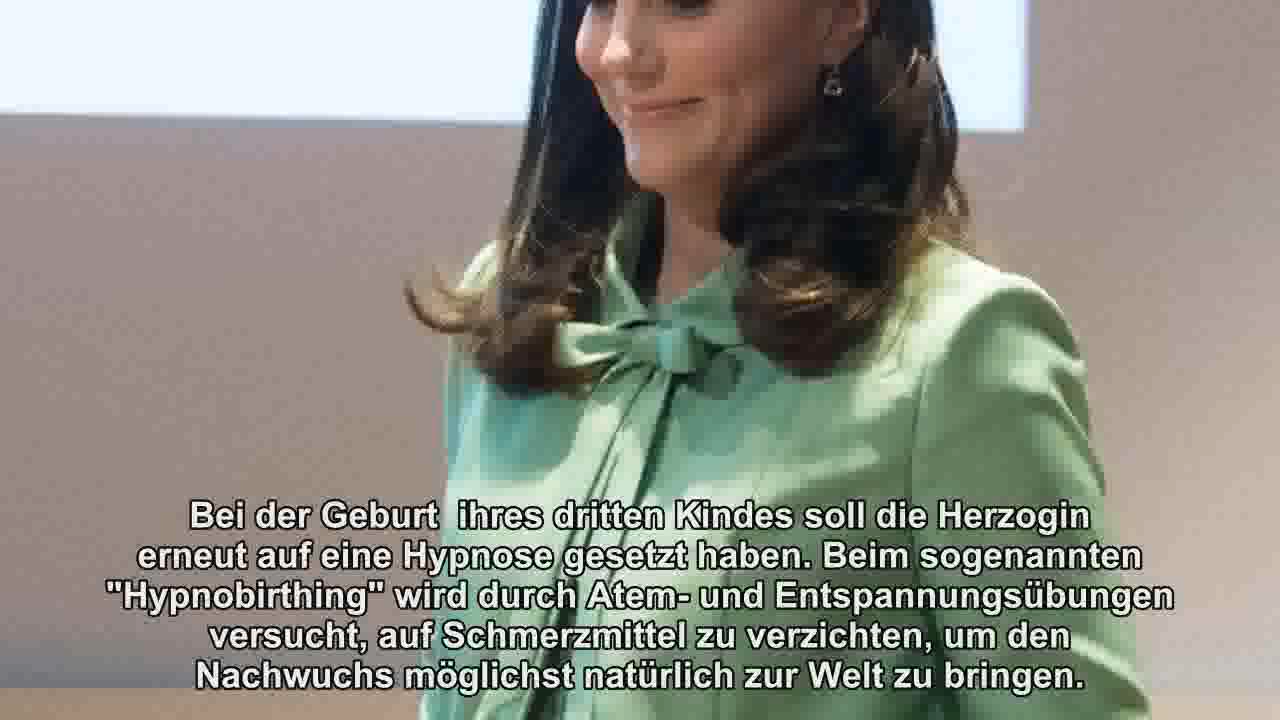 Bei der Geburt  ihres dritten Kindes soll die Herzogin
erneut auf eine Hypnose gesetzt haben. Beim sogenannten
"Hypnobirthing" wird durch Atem- und Entspannungsübungen
versucht, auf Schmerzmittel zu verzichten, um den
Nachwuchs möglichst natürlich zur Welt zu bringen.